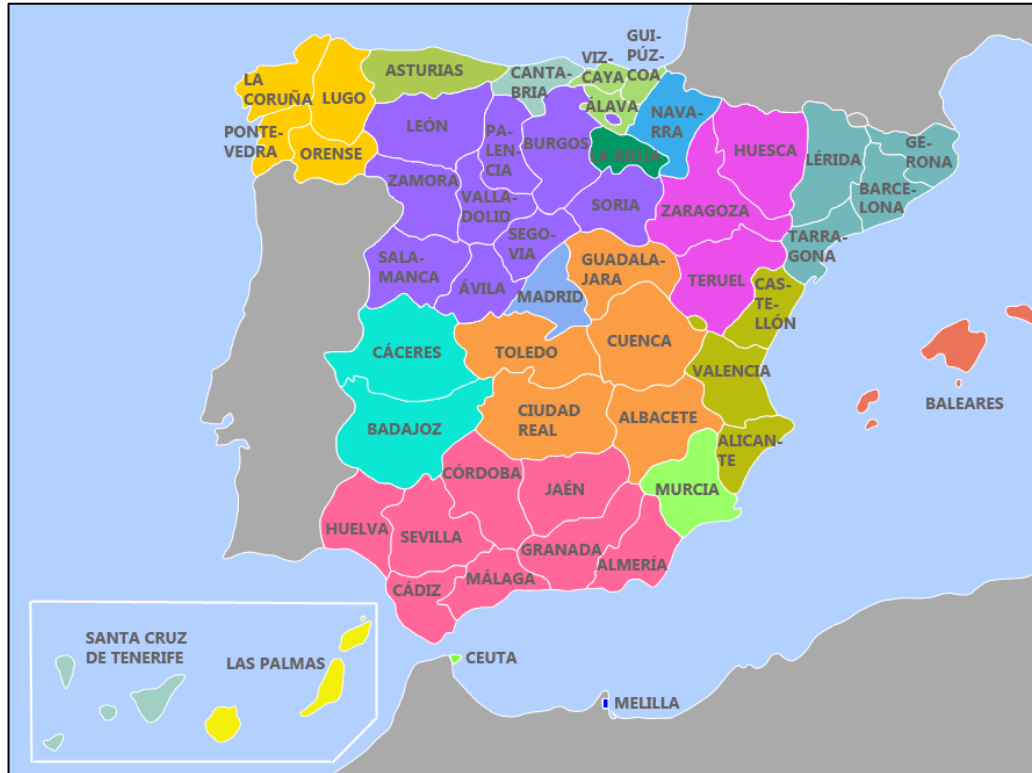 LA
CORUÑA
LUGO
PONTE-
VEDRA
ORENSE
ASTURIAS
CANTA-
BRIA
VIZ-
CAYA
GUI-
PÚZ-
COA
ÁLAVA
NAVA-
RRA
LA RIOJA
LEÓN
PA-
LEN-
CIA
BURGOS
ZAMORA
VALLA-
DOLID
SORIA
SEGO-
VIA
SALA-
MANCA
ÁVILA
HUESCA
ZARAGOZA
TERUEL
LÉRIDA
GE-
RONA
BARCE-
LONA
TARRA-
GONA
MADRID
GUADALA-
JARA
CUENCA
TOLEDO
CIUDAD
REAL
ALBACETE
CAS-
TE-
LLÓN
VALENCIA
ALICAN-
TE
BALEARES
CÁCERES
BADAJOZ
MURCIA
CÓRDOBA
JAÉN
HUELVA
SEVILLA
GRANADA
ALMERÍA
CÁDIZ
MÁLAGA
SANTA CRUZ
DE TENERIFE
LAS PALMAS
CEUTA
MELILLA